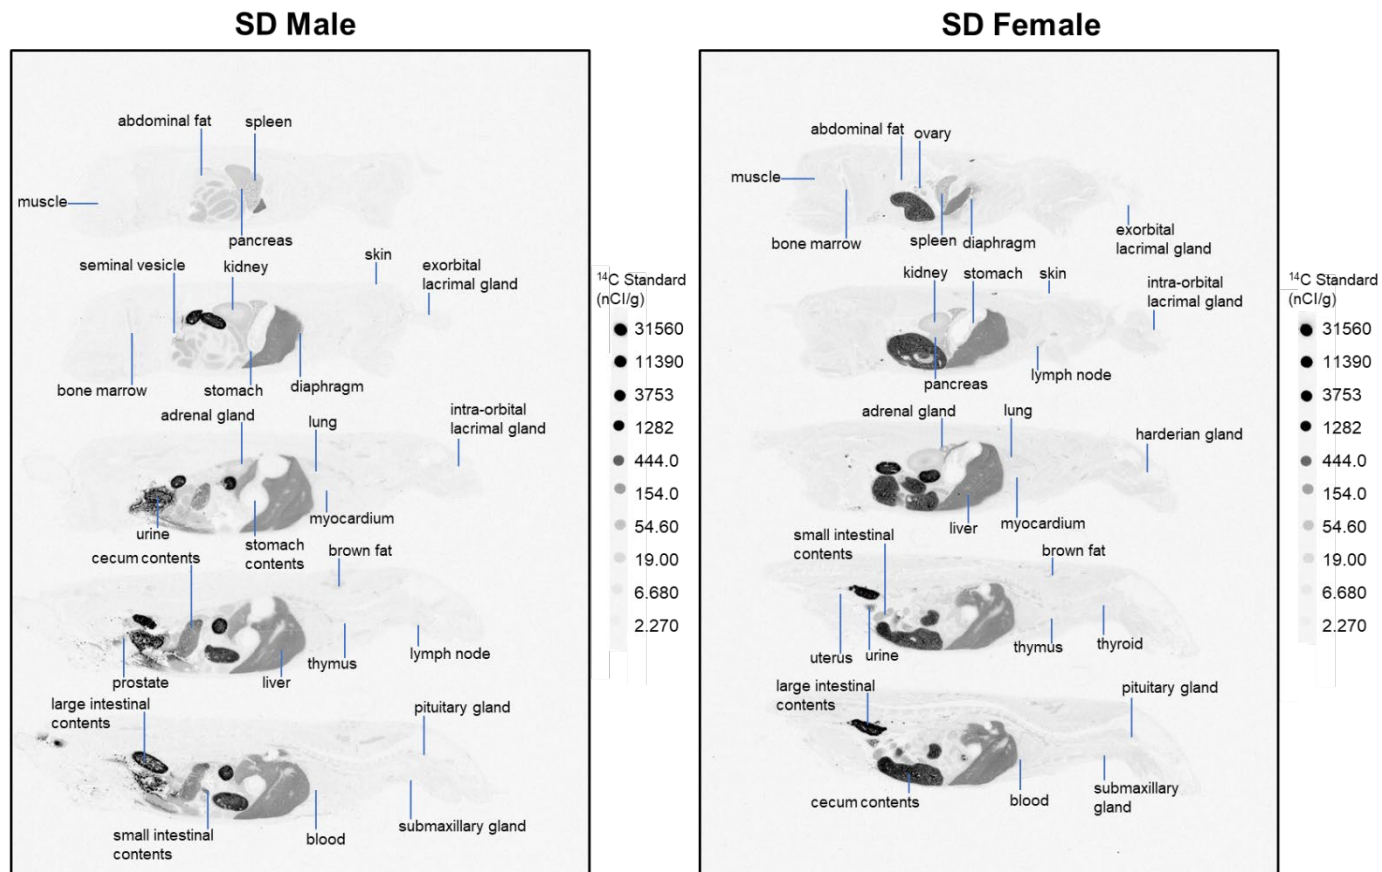 SD Male
abdominal fat
spleen
muscle
pancreas
seminal vesicle
kidney
skin
exorbital
lacrimal gland
bone marrow
stomach
diaphragm
adrenal gland
lung
intra-orbital
lacrimal gland
urine
stomach
contents
myocardium
cecum contents
brown fat
prostate
liver
thymus
lymph node
large intestinal
contents
pituitary gland
small intestinal
contents
blood
submaxillary gland
14C Standard
(nCI/g)
31560
11390
3753
1282
444.0
154.0
54.60
19.00
6.680
2.270
SD Female
abdominal fat
ovary
muscle
bone marrow
spleen
diaphragm
exorbital
lacrimal gland
kidney
stomach
skin
intra-orbital
lacrimal gland
pancreas
lymph node
adrenal gland
lung
harderian gland
liver
myocardium
small intestinal
contents
brown fat
uterus
urine
thymus
thyroid
large intestinal
contents
pituitary gland
cecum contents
blood
submaxillary
gland
14C Standard
(nCI/g)
31560
11390
3753
1282
444.0
154.0
54.60
19.00
6.680
2.270